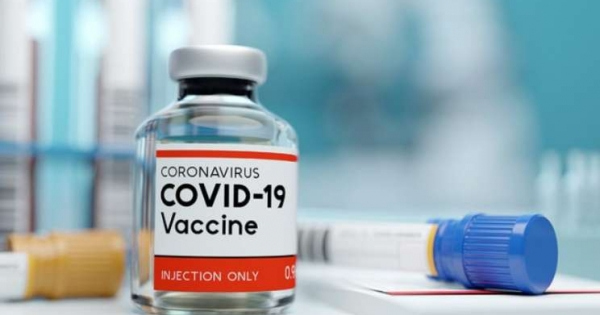 CORONAVIRUS
COVID-19
Vaccine
INJECTION ONLY